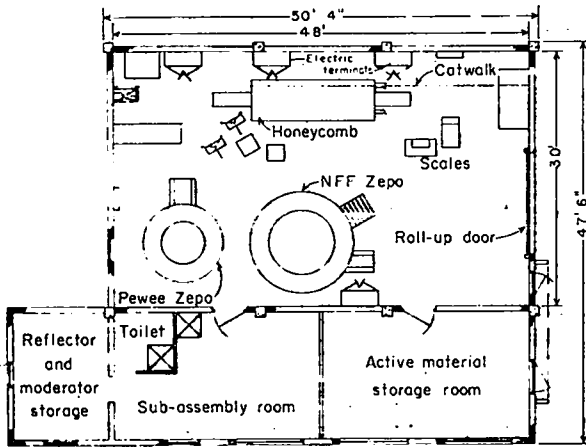 50' 4"
48'
Electric
terminals
Catwalk
Honeycomb
Scales
30'
47' 6"
NFF Zepo
Roll-up door
Pewee Zepo
Toilet
Reflector
and
moderator
storage
Sub-assembly room
Active material
storage room